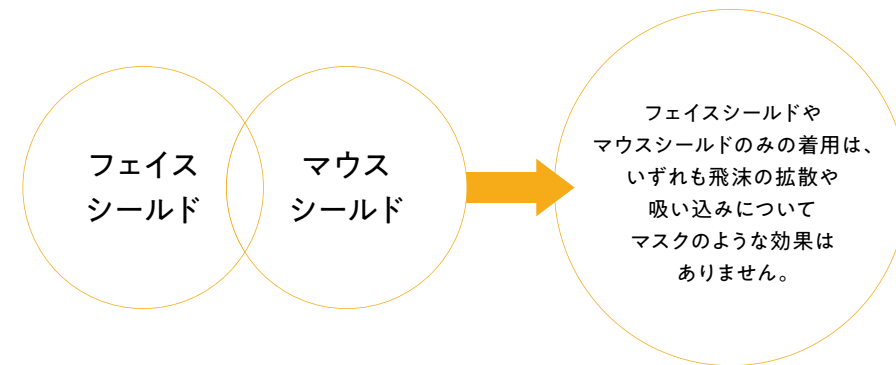 フェイス
シールド
マウス
シールド
フェイスシールドや
マウスシールドのみの着用は、
いずれも飛沫の拡散や
吸い込みについて
マスクのような効果は
ありません。